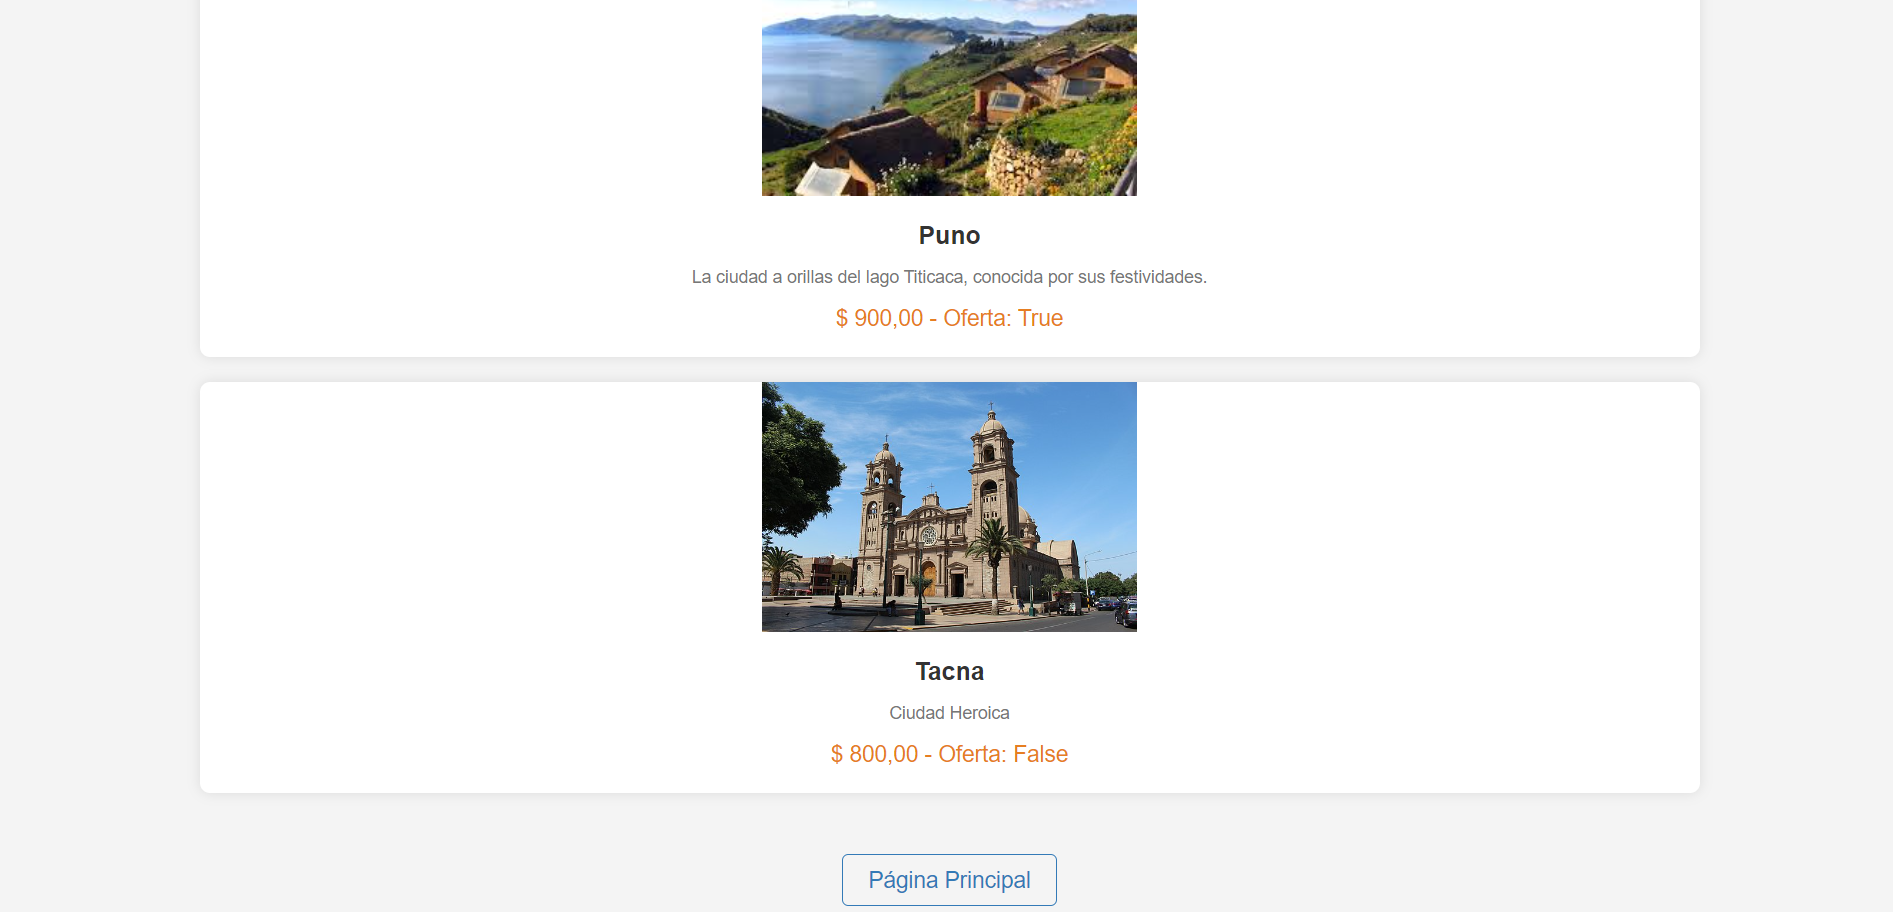 Puno
La ciudad a orillas del lago Titicaca, conocida por sus festividades.
$ 900,00 - Oferta: True
Tacna
Ciudad Heroica
$ 800,00 - Oferta: False
Página Principal